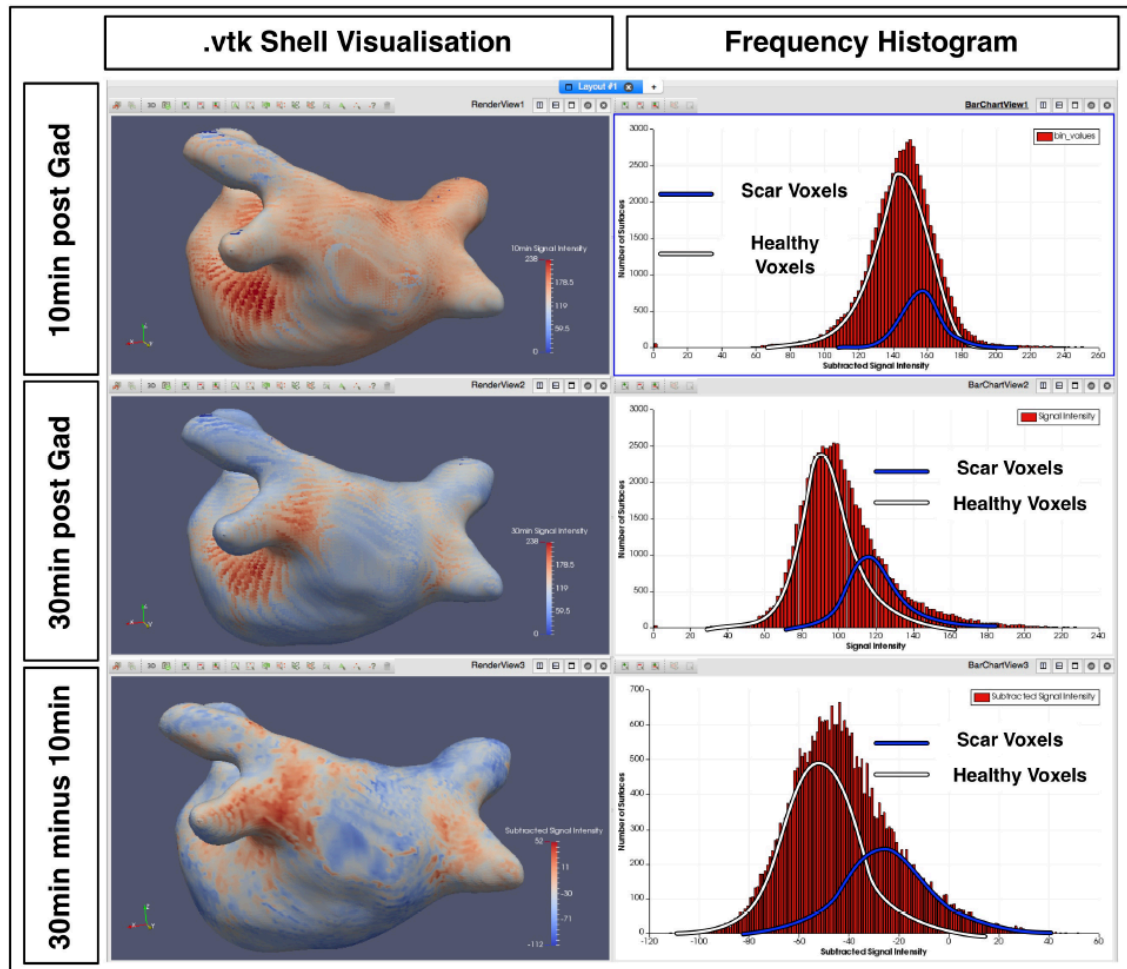 .vtk Shell Visualisation
Frequency Histogram
10min post Gad
30min post Gad
30min minus 10min
Layout #1
+
3D
RenderView1
10min Signal Intensity
238
178.5
119
59.5
0
BarChartView1
bin_values
Scar Voxels
Healthy
Voxels
Number of Surfaces
3000
2500
2000
1500
1000
500
0
0 20 40 60 80 100 120 140 160 180 200 220 240 260
Subtracted Signal Intensity
3D
RenderView2
30min Signal Intensity
238
178.5
119
59.5
0
BarChartView2
Signal Intensity
Scar Voxels
Healthy Voxels
Number of Surfaces
3000
2500
2000
1500
1000
500
0
0 20 40 60 80 100 120 140 160 180 200 220 240
Signal Intensity
3D
RenderView3
Subtracted Signal Intensity
52
11
-30
-71
-112
BarChartView3
Subtracted Signal Intensity
Scar Voxels
Healthy Voxels
Number of Surfaces
700
600
500
400
300
200
100
0
-120 -100 -80 -60 -40 -20 0 20 40 60
Subtracted Signal Intensity